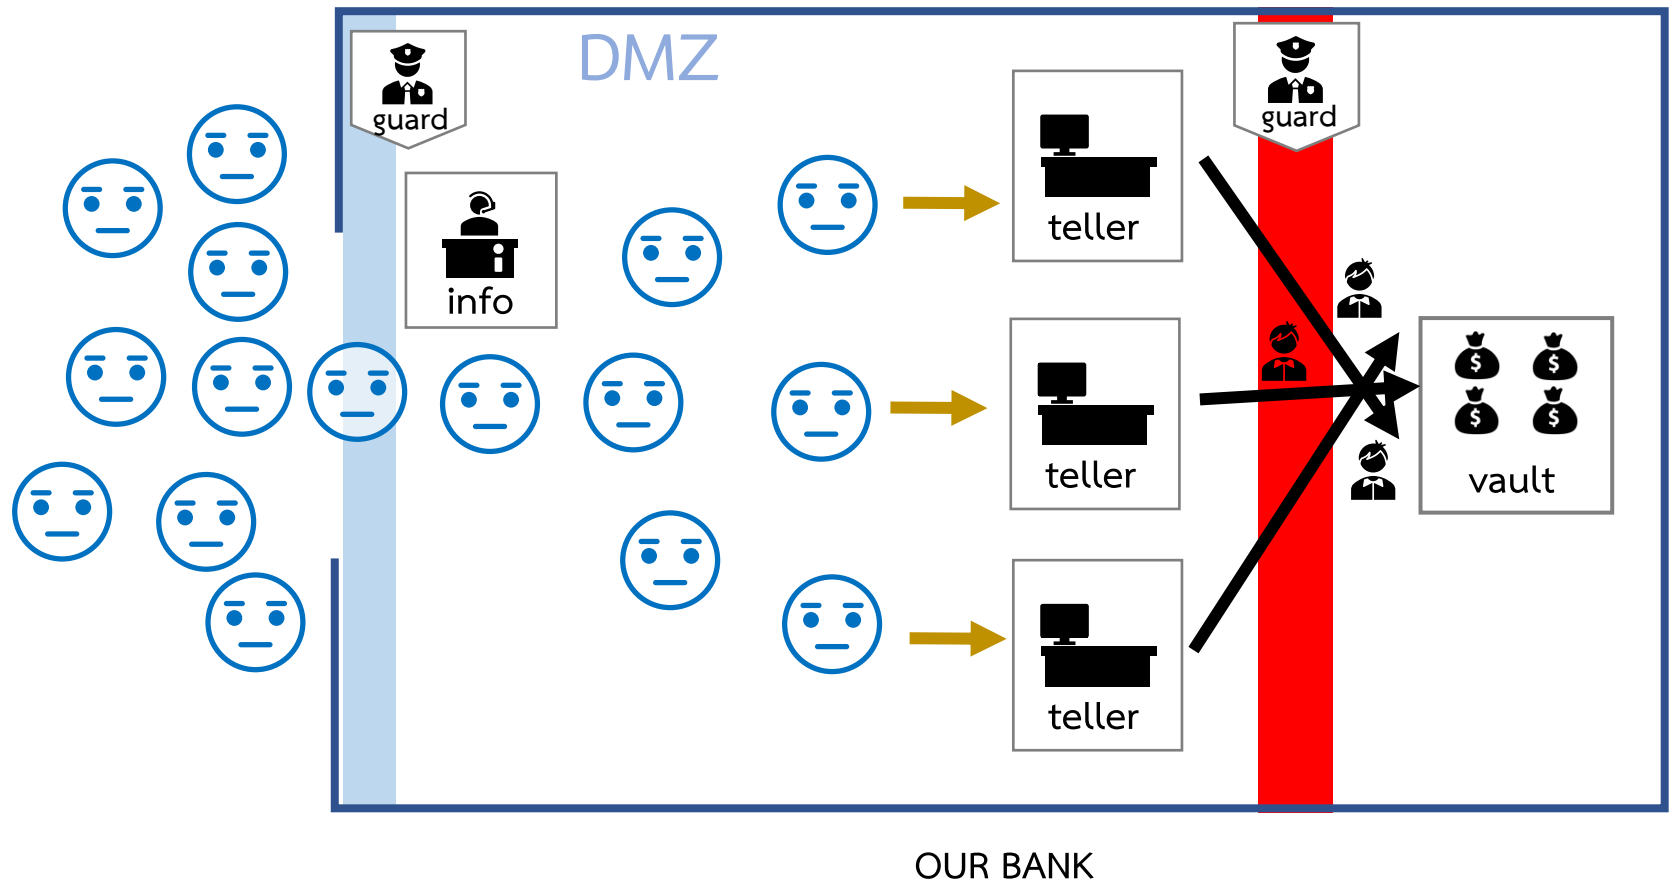 DMZ
guard
guard
info
teller
teller
teller
$ $
$ $
vault
OUR BANK